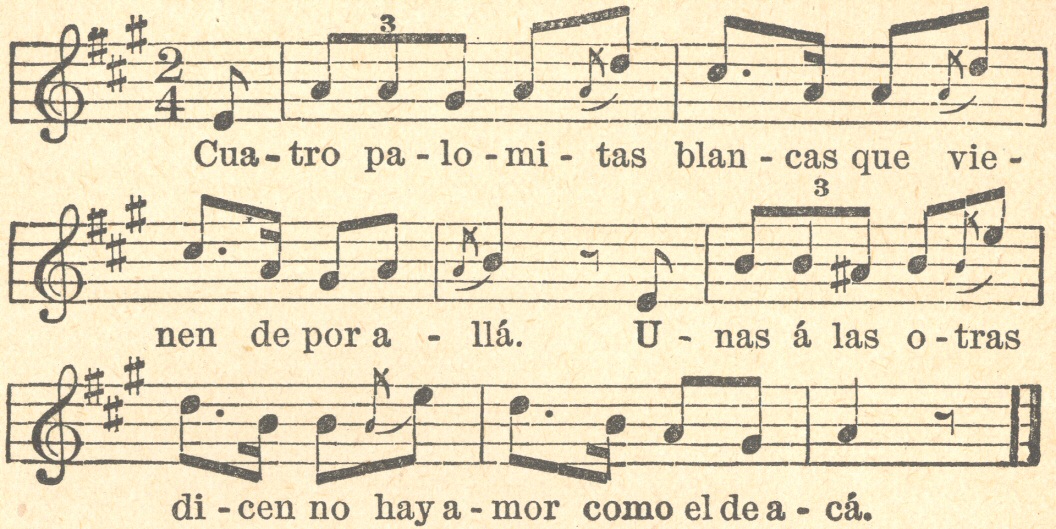 3
2
4
Cua - tro pa - lo - mi - tas blan - cas que vie -
3
nen de por a - llá. U - nas á las o - tras
di - cen no hay a - mor como el de a - cá.